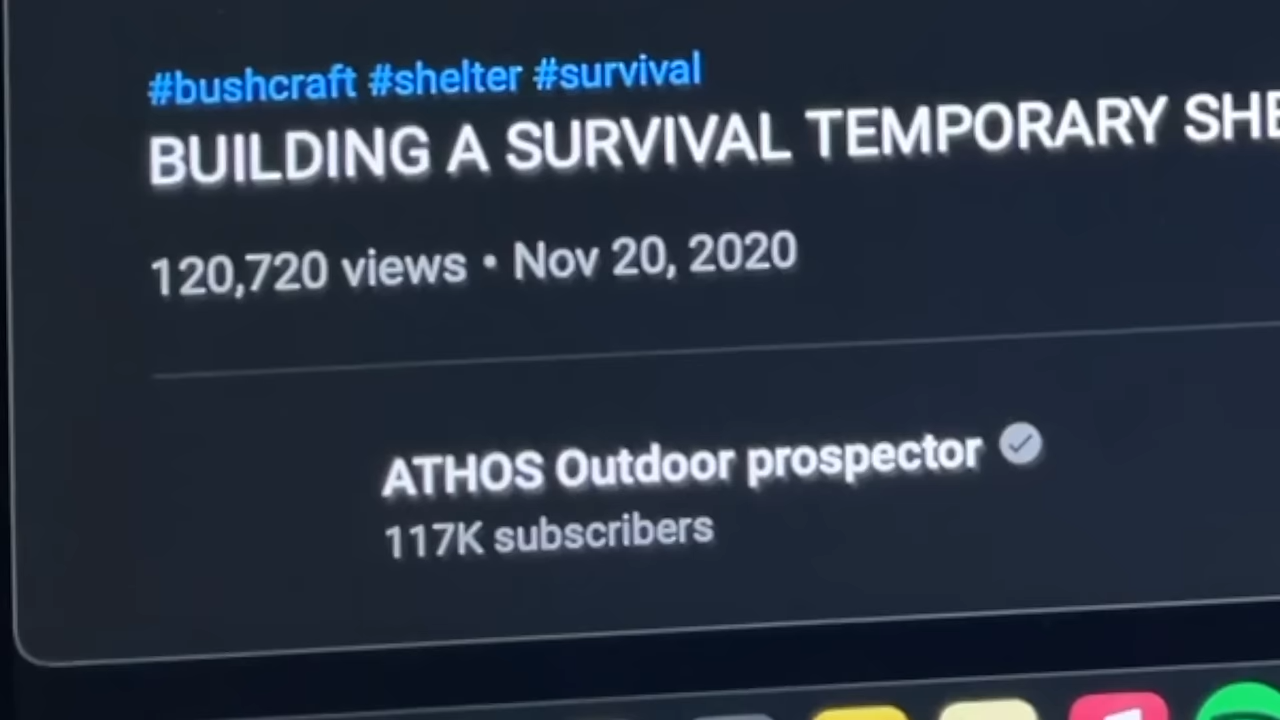 #bushcraft #shelter #survival
BUILDING A SURVIVAL TEMPORARY SHE
120,720 views • Nov 20, 2020
ATHOS Outdoor prospector
117K subscribers